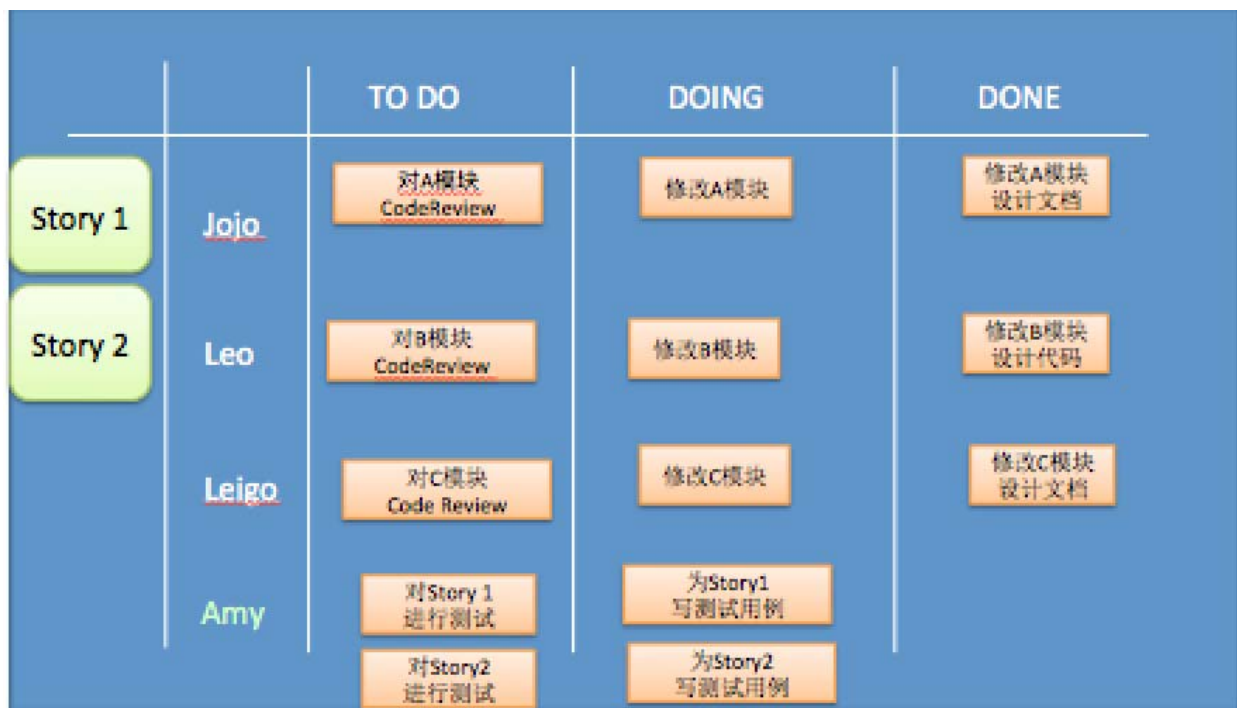 TO DO
DOING
DONE
Story 1
Jojo
对A模块
CodeReview
修改A模块
修改A模块
设计文档
Story 2
Leo
对B模块
CodeReview
修改B模块
修改B模块
设计代码
Leigo
对C模块
Code Review
修改C模块
修改C模块
设计文档
Amy
对Story 1
进行测试
为Story1
写测试用例
对Story2
进行测试
为Story2
写测试用例